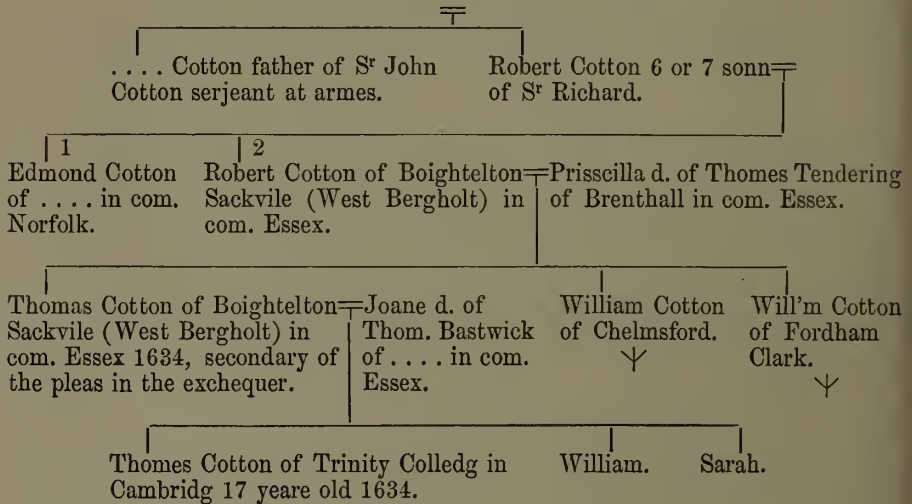 . . . . Cotton father of Sʳ John
Cotton serjeant at armes.
Robert Cotton 6 or 7 sonn
of Sʳ Richard.
1
Edmond Cotton
of . . . . in com.
Norfolk.
2
Robert Cotton of Boightelton
Sackvile (West Bergholt) in
com. Essex.
Prisscilla d. of Thomes Tendering
of Brenthall in com. Essex.
Thomas Cotton of Boightelton
Sackvile (West Bergholt) in
com. Essex 1634, secondary of
the pleas in the exchequer.
Joane d. of
Thom. Bastwick
of . . . . in com.
Essex.
William Cotton
of Chelmsford.
Will'm Cotton
of Fordham
Clark.
Thomes Cotton of Trinity Colledg in
Cambridg 17 yeare old 1634.
William.
Sarah.